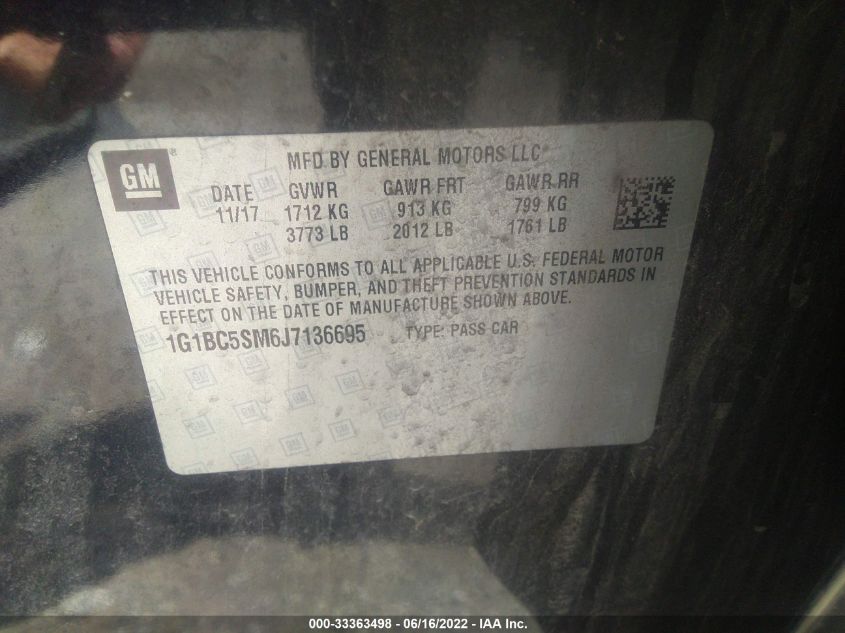 GM
MFD BY GENERAL MOTORS LLC
DATE GVWR GAWR FRT GAWR RR
11/17 1712 KG 913 KG 799 KG
3773 LB 2012 LB 1761 LB
THIS VEHICLE CONFORMS TO ALL APPLICABLE U.S. FEDERAL MOTOR
VEHICLE SAFETY, BUMPER, AND THEFT PREVENTION STANDARDS IN
EFFECT ON THE DATE OF MANUFACTURE SHOWN ABOVE.
1G1BC5SM6J7136695 TYPE: PASS CAR
000-33363498 - 06/16/2022 - IAA Inc.